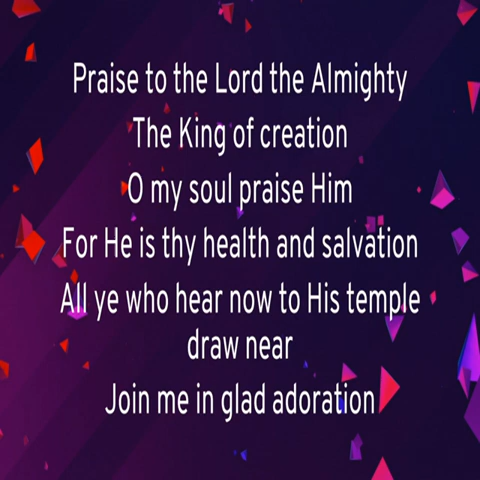 Praise to the Lord the Almighty
The King of creation
O my soul praise Him
For He is thy health and salvation
All ye who hear now to His temple
draw near
Join me in glad adoration